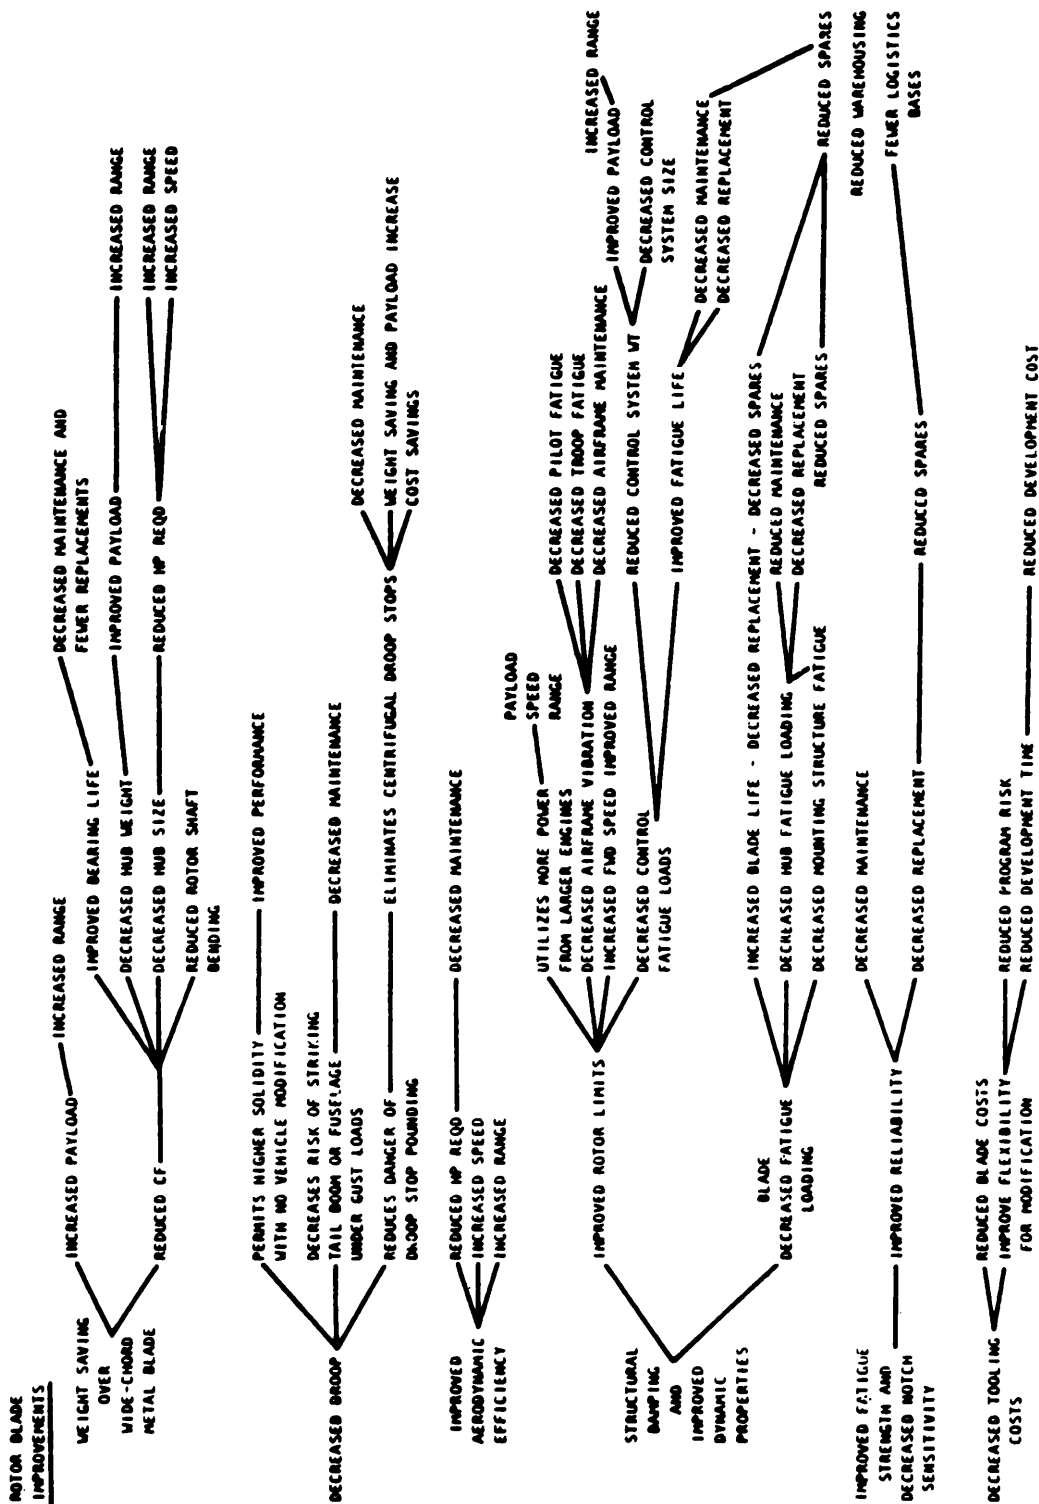 ROTOR BLADE
IMPROVEMENTS
WEIGHT SAVING
OVER
WIDE-CHORD
METAL BLADE
INCREASED PAYLOAD
INCREASED RANGE
REDUCED CF
IMPROVED BEARING LIFE
DECREASED MAINTENANCE AND
FEWER REPLACEMENTS
DECREASED HUB WEIGHT
IMPROVED PAYLOAD
INCREASED RANGE
DECREASED HUB SIZE
REDUCED HP REQD
INCREASED RANGE
INCREASED SPEED
REDUCED ROTOR SHAFT
BENDING
DECREASED DROOP
PERMITS HIGHER SOLIDITY
WITH NO VEHICLE MODIFICATION
IMPROVED PERFORMANCE
DECREASES RISK OF STRIKING
TAIL BOOM OR FUSELAGE
UNDER GUST LOADS
DECREASED MAINTENANCE
REDUCES DANGER OF
DROOP STOP POUNDING
ELIMINATES CENTRIFUGAL DROOP STOPS
DECREASED MAINTENANCE
WEIGHT SAVING AND PAYLOAD INCREASE
COST SAVINGS
IMPROVED
AERODYNAMIC
EFFICIENCY
REDUCED HP REQD
DECREASED MAINTENANCE
INCREASED SPEED
INCREASED RANGE
STRUCTURAL
DAMPING
AND
IMPROVED
DYNAMIC
PROPERTIES
IMPROVED ROTOR LIMITS
UTILIZES MORE POWER
FROM LARGER ENGINES
PAYLOAD
SPEED
RANGE
DECREASED AIRFRAME VIBRATION
DECREASED PILOT FATIGUE
DECREASED TROOP FATIGUE
DECREASED AIRFRAME MAINTENANCE
INCREASED FWD SPEED IMPROVED RANGE
DECREASED CONTROL
FATIGUE LOADS
REDUCED CONTROL SYSTEM WT
IMPROVED PAYLOAD
INCREASED RANGE
DECREASED CONTROL
SYSTEM SIZE
IMPROVED FATIGUE LIFE
DECREASED MAINTENANCE
DECREASED REPLACEMENT
BLADE
DECREASED FATIGUE
LOADING
INCREASED BLADE LIFE - DECREASED REPLACEMENT - DECREASED SPARES
DECREASED HUB FATIGUE LOADING
REDUCED MAINTENANCE
DECREASED REPLACEMENT
DECREASED MOUNTING STRUCTURE FATIGUE
REDUCED SPARES
REDUCED SPARES
REDUCED WAREHOUSING
FEWER LOGISTICS
BASES
IMPROVED FATIGUE
STRENGTH AND
DECREASED NOTCH
SENSITIVITY
IMPROVED RELIABILITY
DECREASED MAINTENANCE
DECREASED REPLACEMENT
REDUCED SPARES
DECREASED TOOLING
COSTS
REDUCED BLADE COSTS
IMPROVE FLEXIBILITY
FOR MODIFICATION
REDUCED PROGRAM RISK
REDUCED DEVELOPMENT TIME
REDUCED DEVELOPMENT COST